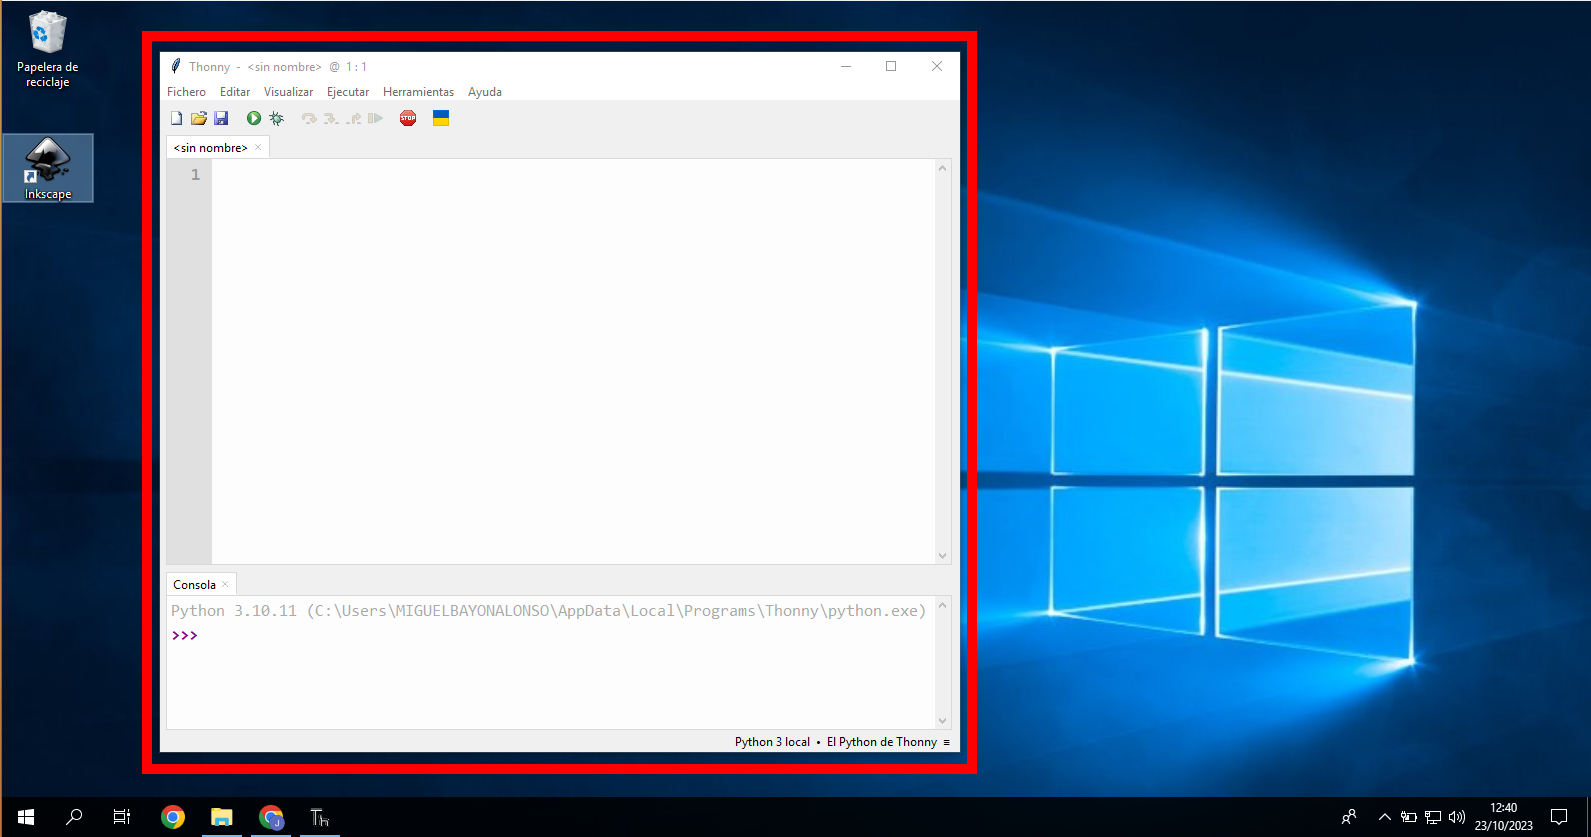 Papelera de
reciclaje
Inkscape
Thonny - <sin nombre> @ 1:1
Fichero Editar Visualizar Ejecutar Herramientas Ayuda
STOP
<sin nombre> ×
1
Consola ×
Python 3.10.11 (C:\Users\MIGUELBAYONALONSO\AppData\Local\Programs\Thonny\python.exe)
>>>
Python 3 local • El Python de Thonny ≡
J
Th
12:40
23/10/2023